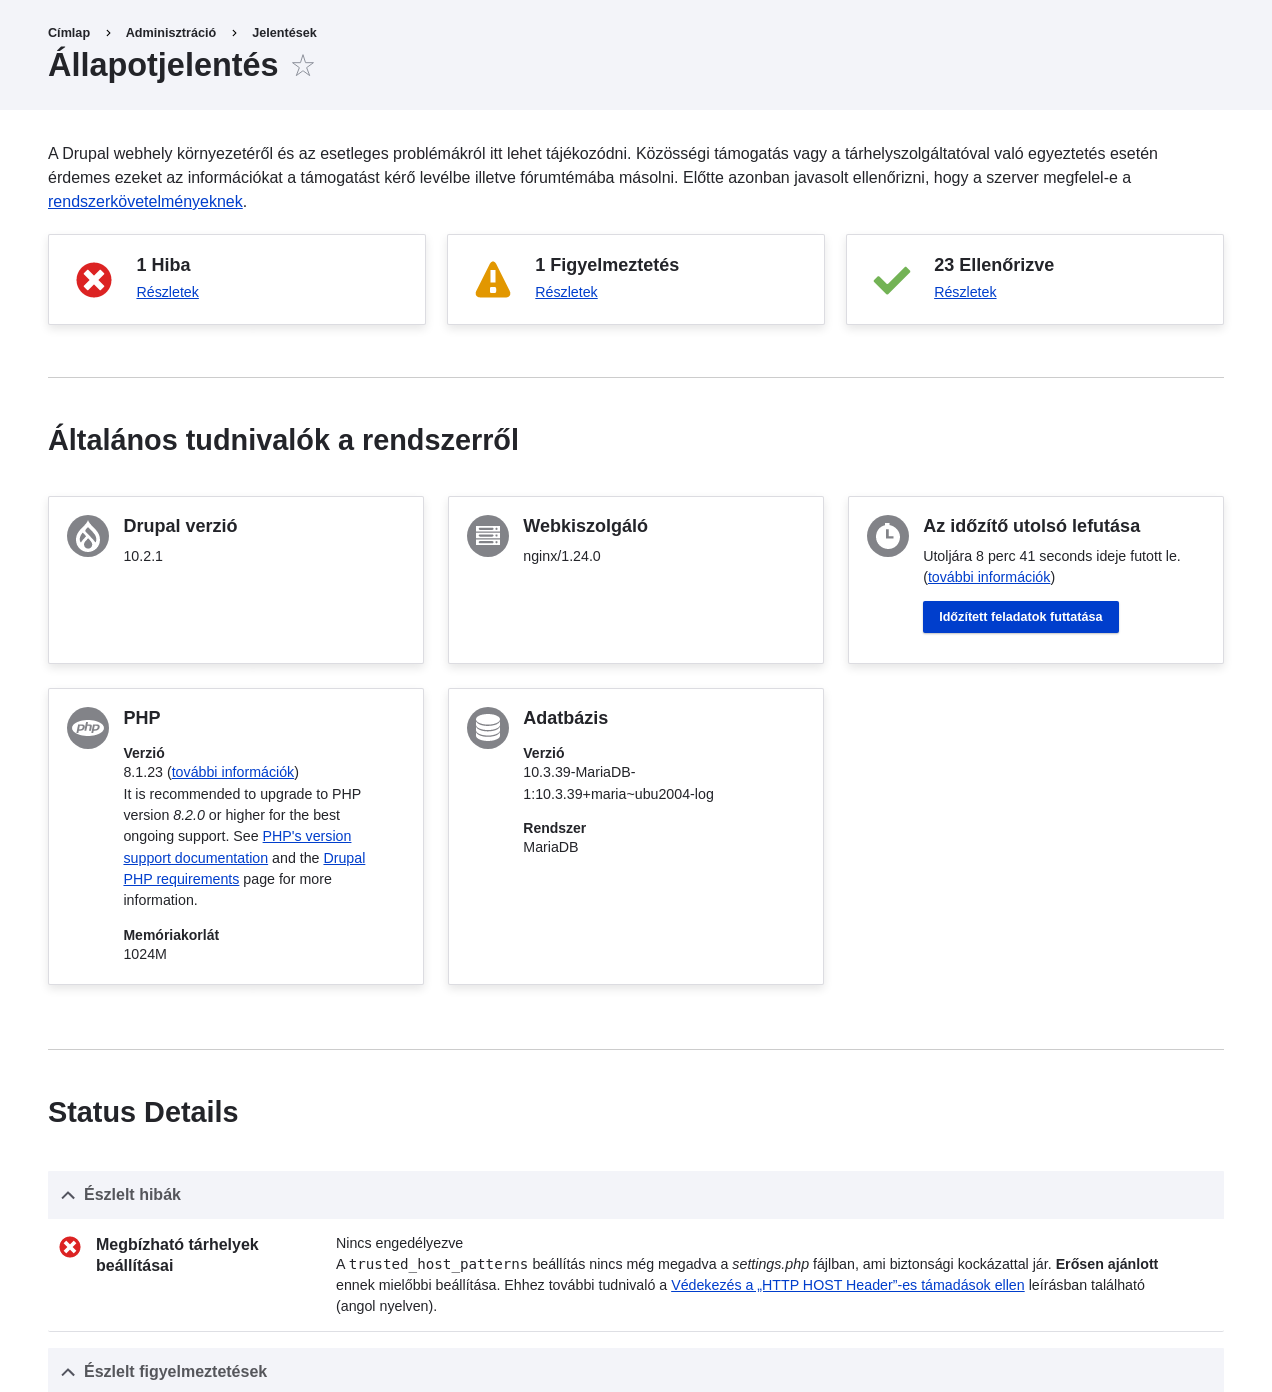 Címlap › Adminisztráció › Jelentések
Állapotjelentés ☆
A Drupal webhely környezetéről és az esetleges problémákról itt lehet tájékozódni. Közösségi támogatás vagy a tárhelyszolgáltatóval való egyeztetés esetén
érdemes ezeket az információkat a támogatást kérő levélbe illetve fórumtémába másolni. Előtte azonban javasolt ellenőrizni, hogy a szerver megfelel-e a
rendszerkövetelményeknek.
1 Hiba
Részletek
1 Figyelmeztetés
Részletek
23 Ellenőrizve
Részletek
Általános tudnivalók a rendszerről
Drupal verzió
10.2.1
Webkiszolgáló
nginx/1.24.0
Az időzítő utolsó lefutása
Utoljára 8 perc 41 seconds ideje futott le.
(további információk)
Időzített feladatok futtatása
php
PHP
Verzió
8.1.23 (további információk)
It is recommended to upgrade to PHP
version 8.2.0 or higher for the best
ongoing support. See PHP's version
support documentation and the Drupal
PHP requirements page for more
information.
Memóriakorlát
1024M
Adatbázis
Verzió
10.3.39-MariaDB-
1:10.3.39+maria~ubu2004-log
Rendszer
MariaDB
Status Details
Észlelt hibák
Megbízható tárhelyek
beállításai
Nincs engedélyezve
A trusted_host_patterns beállítás nincs még megadva a settings.php fájlban, ami biztonsági kockázattal jár. Erősen ajánlott
ennek mielőbbi beállítása. Ehhez további tudnivaló a Védekezés a „HTTP HOST Header”-es támadások ellen leírásban található
(angol nyelven).
Észlelt figyelmeztetések